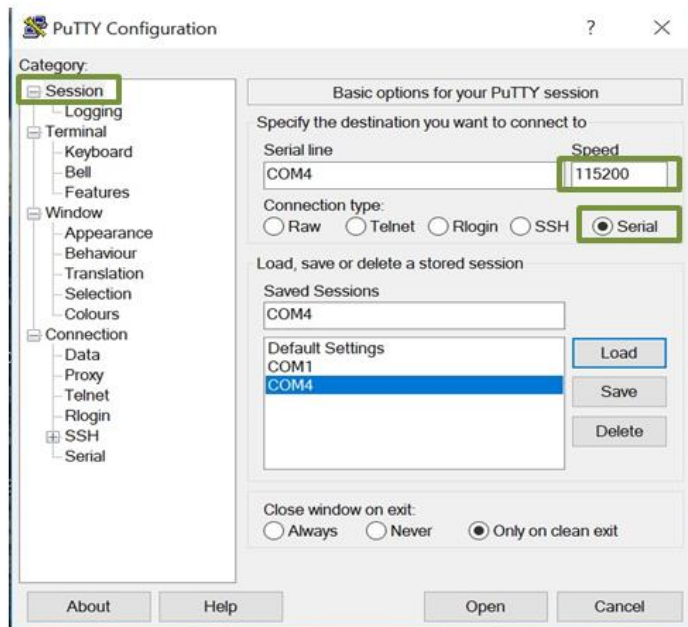 PuTTY Configuration ? ✕
Category:
Session
Logging
Terminal
Keyboard
Bell
Features
Window
Appearance
Behaviour
Translation
Selection
Colours
Connection
Data
Proxy
Telnet
Rlogin
SSH
Serial
Basic options for your PuTTY session
Specify the destination you want to connect to
Serial line Speed
COM4 115200
Connection type:
Raw Telnet Rlogin SSH Serial
Load, save or delete a stored session
Saved Sessions
COM4
Default Settings
COM1
COM4
Load
Save
Delete
Close window on exit:
Always Never Only on clean exit
About Help Open Cancel